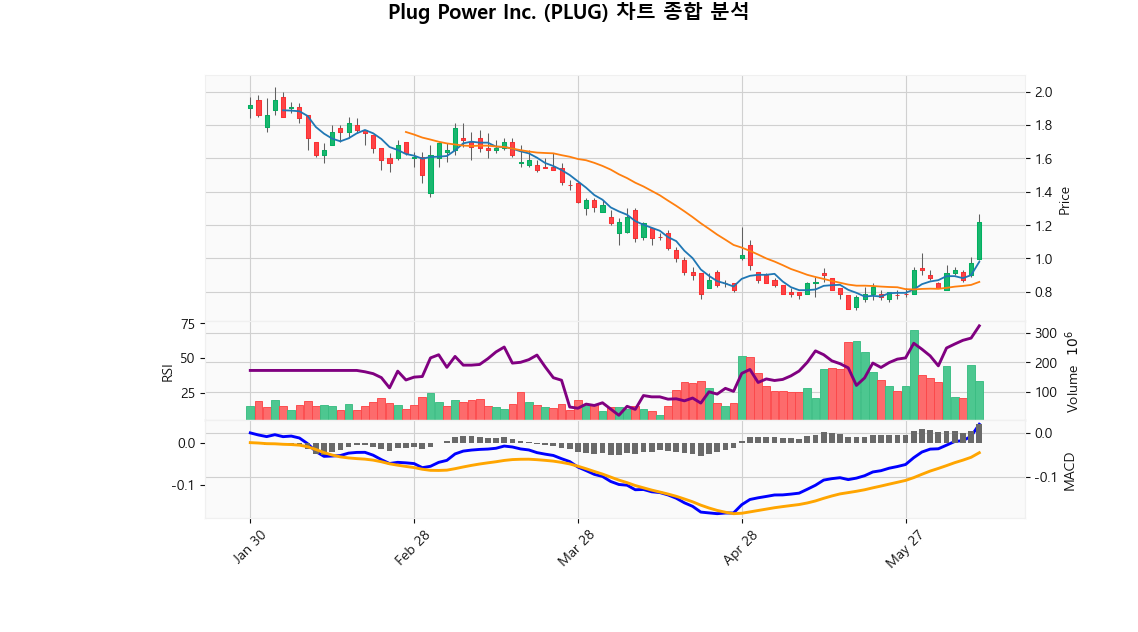 Plug Power Inc. (PLUG) 차트 종합 분석
2.0
1.8
1.6
1.4
1.2
1.0
0.8
Price
75
50
25
RSI
300
200
100
Volume 10⁶
0.0
-0.1
0.0
-0.1
MACD
Jan 30
Feb 28
Mar 28
Apr 28
May 27